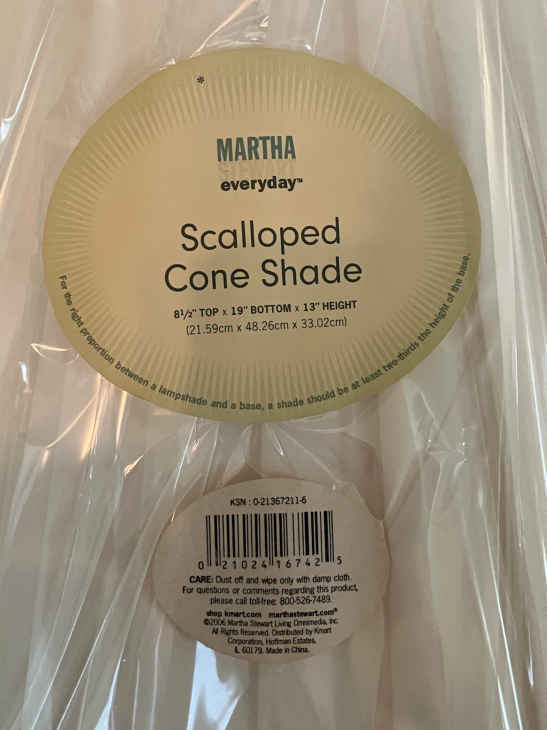 *
MARTHA
STEWART
everyday™
Scalloped
Cone Shade
8½" TOP x 19" BOTTOM x 13" HEIGHT
(21.59cm x 48.26cm x 33.02cm)
For the right proportion between a lampshade and a base, a shade should be at least two-thirds the height of the base.
KSN : 0-21367211-6
0 21024 16742 5
CARE: Dust off and wipe only with damp cloth.
For questions or comments regarding this product,
please call toll-free: 800-526-7489.
shop kmart.com marthastewart.com®
©2006 Martha Stewart Living Omnimedia, Inc.
All Rights Reserved. Distributed by Kmart
Corporation, Hoffman Estates,
IL 60179. Made in China.